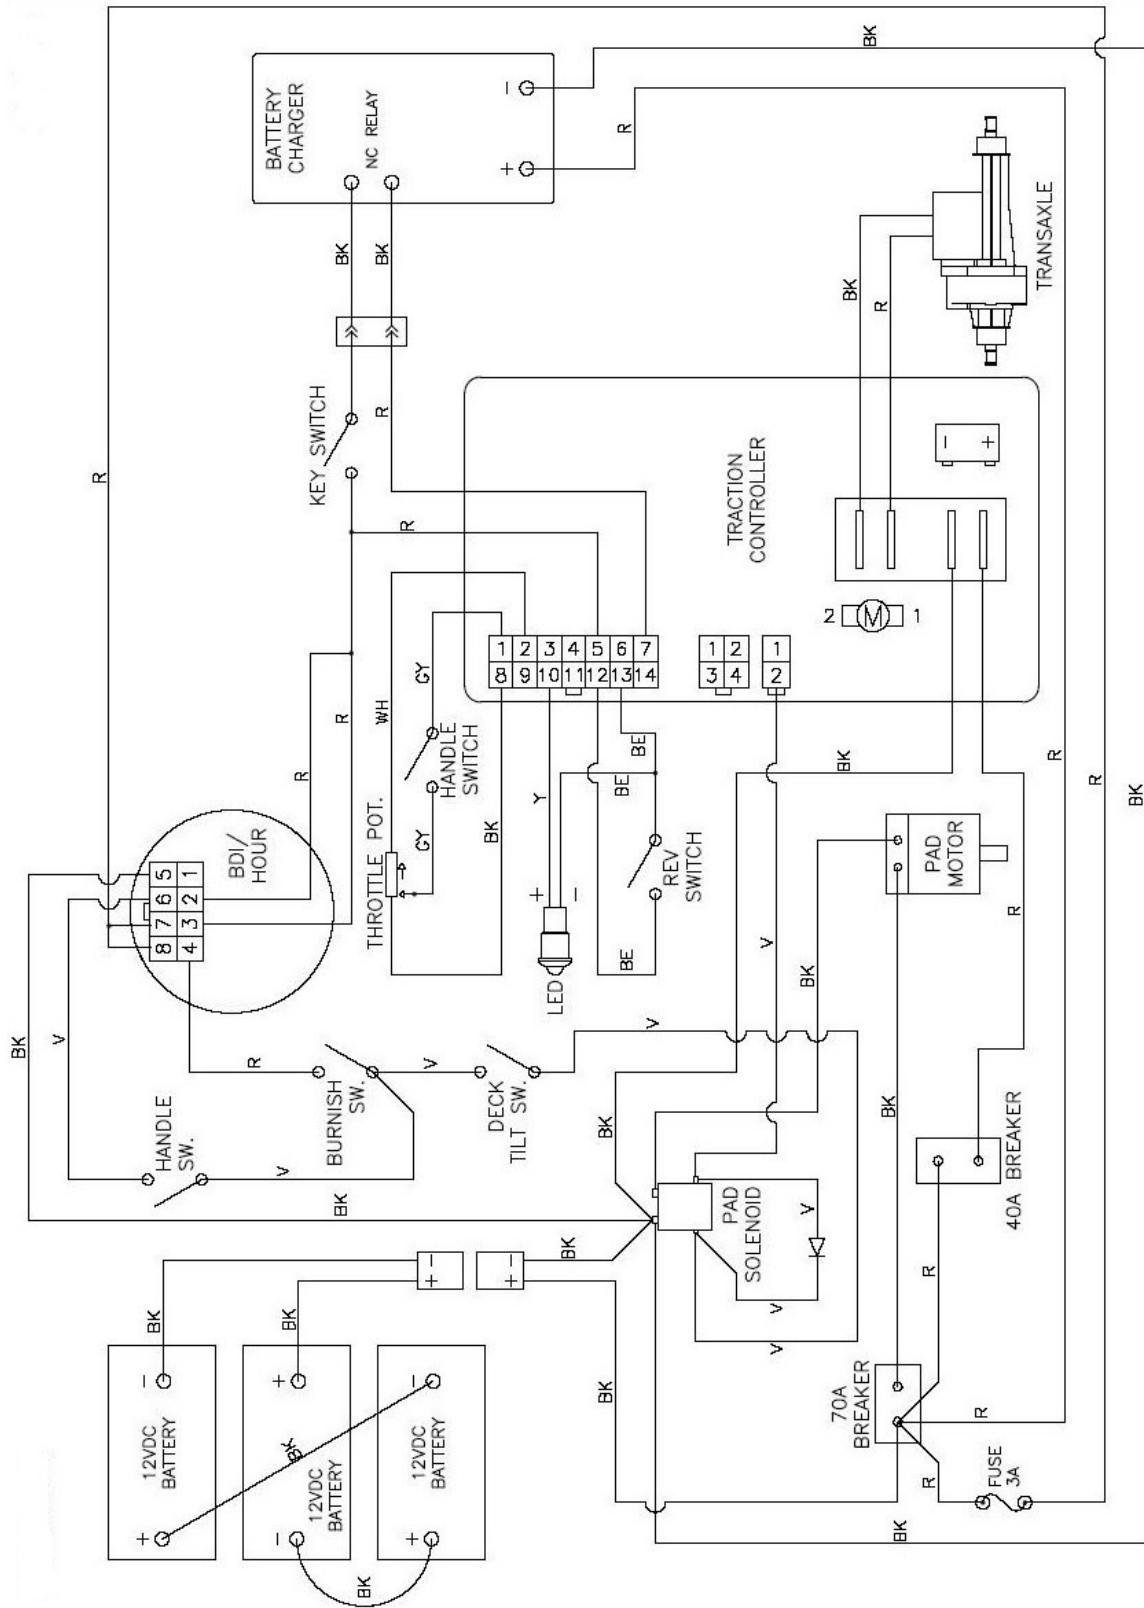 BK
BATTERY
CHARGER
NC RELAY
-
+
R
BK
BK
TRANSAXLE
BK
R
KEY SWITCH
R
R
R
TRACTION
CONTROLLER
-
+
2
M
1
1 2 3 4 5 6 7
8 9 10 11 12 13 14
1 2
3 4
1
2
R
R
WH
GY
HANDLE
SWITCH
GY
THROTTLE POT.
BK
Y
BE
BE
REV
SWITCH
BE
+
-
LED
BK
R
R
BK
BDI/
HOUR
8 7 6 5
4 3 2 1
PAD
MOTOR
V
BK
R
BK
V
R
BURNISH
SW.
V
DECK
TILT SW.
V
HANDLE
SW.
V
BK
BK
BK
40A BREAKER
PAD
SOLENOID
V
V
V
BK
+ -
+ -
BK
BK
BK
R
12VDC
BATTERY
-
+
12VDC
BATTERY
+
-
12VDC
BATTERY
-
+
BK
BK
70A
BREAKER
R
R
FUSE
3A
BK